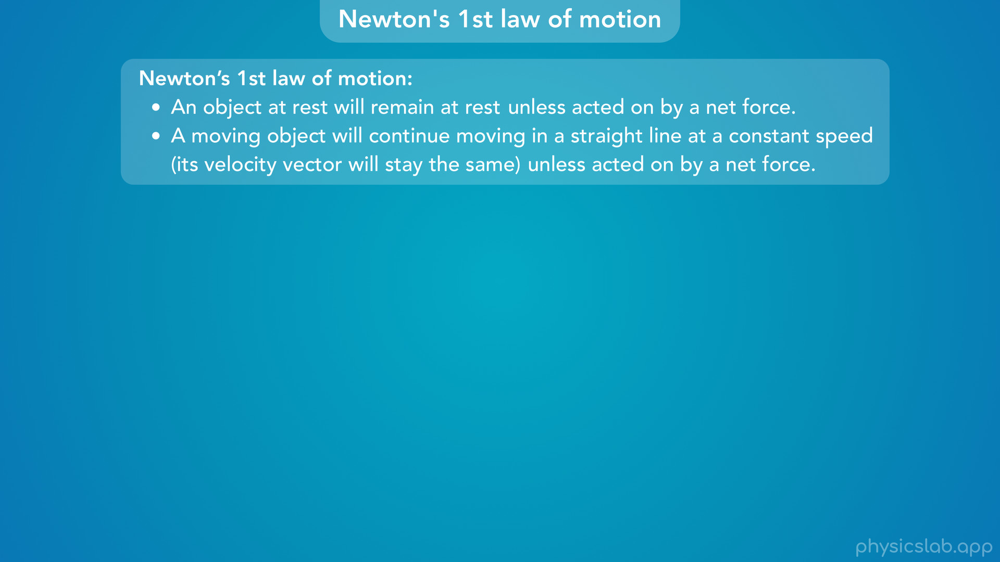 Newton's 1st law of motion
Newton’s 1st law of motion:
• An object at rest will remain at rest unless acted on by a net force.
• A moving object will continue moving in a straight line at a constant speed
(its velocity vector will stay the same) unless acted on by a net force.
physicslab.app